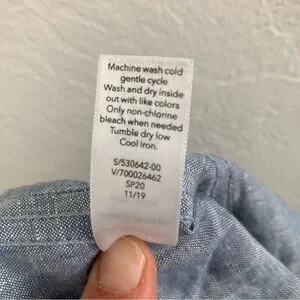 Machine wash cold
gentle cycle
Wash and dry inside
out with like colors
Only non-chlorine
bleach when needed
Tumble dry low
Cool iron.
S/530642-00
V/700026462
SP20
11/19